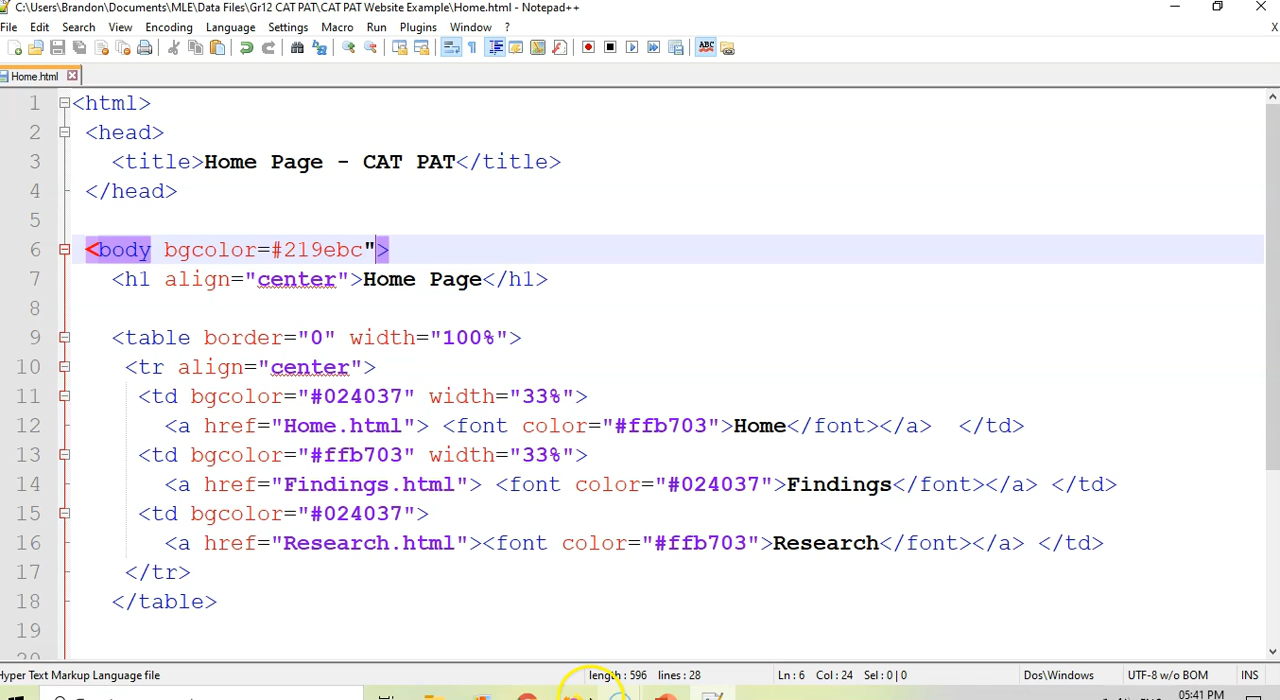 C:\Users\Brandon\Documents\MLE\Data Files\Gr12 CAT PAT\CAT PAT Website Example\Home.html - Notepad++
File Edit Search View Encoding Language Settings Macro Run Plugins Window ? X
ABC
Home.html
1 <html>
2 <head>
3 <title>Home Page - CAT PAT</title>
4 </head>
5
6 <body bgcolor=#219ebc">
7 <h1 align="center">Home Page</h1>
8
9 <table border="0" width="100%">
10 <tr align="center">
11 <td bgcolor="#024037" width="33%">
12 <a href="Home.html"> <font color="#ffb703">Home</font></a> </td>
13 <td bgcolor="#ffb703" width="33%">
14 <a href="Findings.html"> <font color="#024037">Findings</font></a> </td>
15 <td bgcolor="#024037">
16 <a href="Research.html"><font color="#ffb703">Research</font></a> </td>
17 </tr>
18 </table>
19
20
Hyper Text Markup Language file length : 596 lines : 28 Ln : 6 Col : 24 Sel : 0 | 0 Dos\Windows UTF-8 w/o BOM INS
05:41 PM